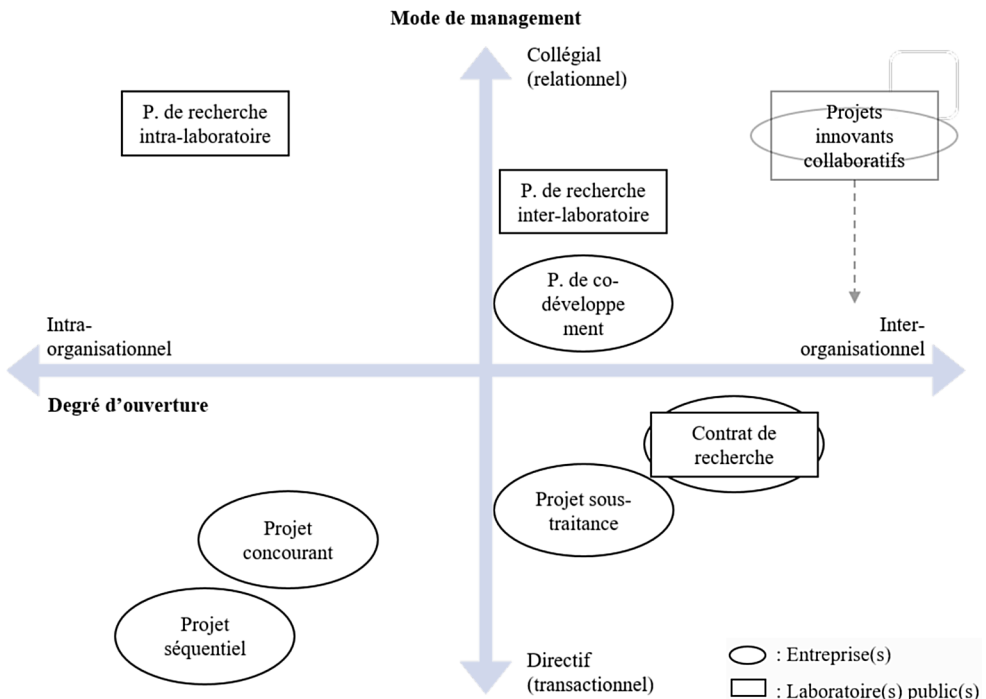 Mode de management
Collégial
(relationnel)
P. de recherche
intra-laboratoire
Projets
innovants
collaboratifs
P. de recherche
inter-laboratoire
P. de co-
développe
ment
Intra-
organisationnel
Inter-
organisationnel
Degré d’ouverture
Contrat de
recherche
Projet sous-
traitance
Projet
concourant
Projet
séquentiel
Directif
(transactionnel)
: Entreprise(s)
: Laboratoire(s) public(s)